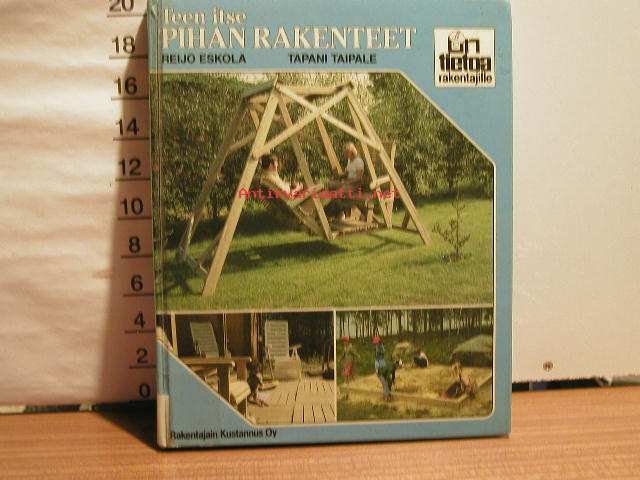 Teen itse
PIHAN RAKENTEET
REIJO ESKOLA TAPANI TAIPALE
tietoa
rakentajille
Antikvariaatti.net
Rakentajain Kustannus Oy
20
18
16
14
12
10
8
6
4
2
0